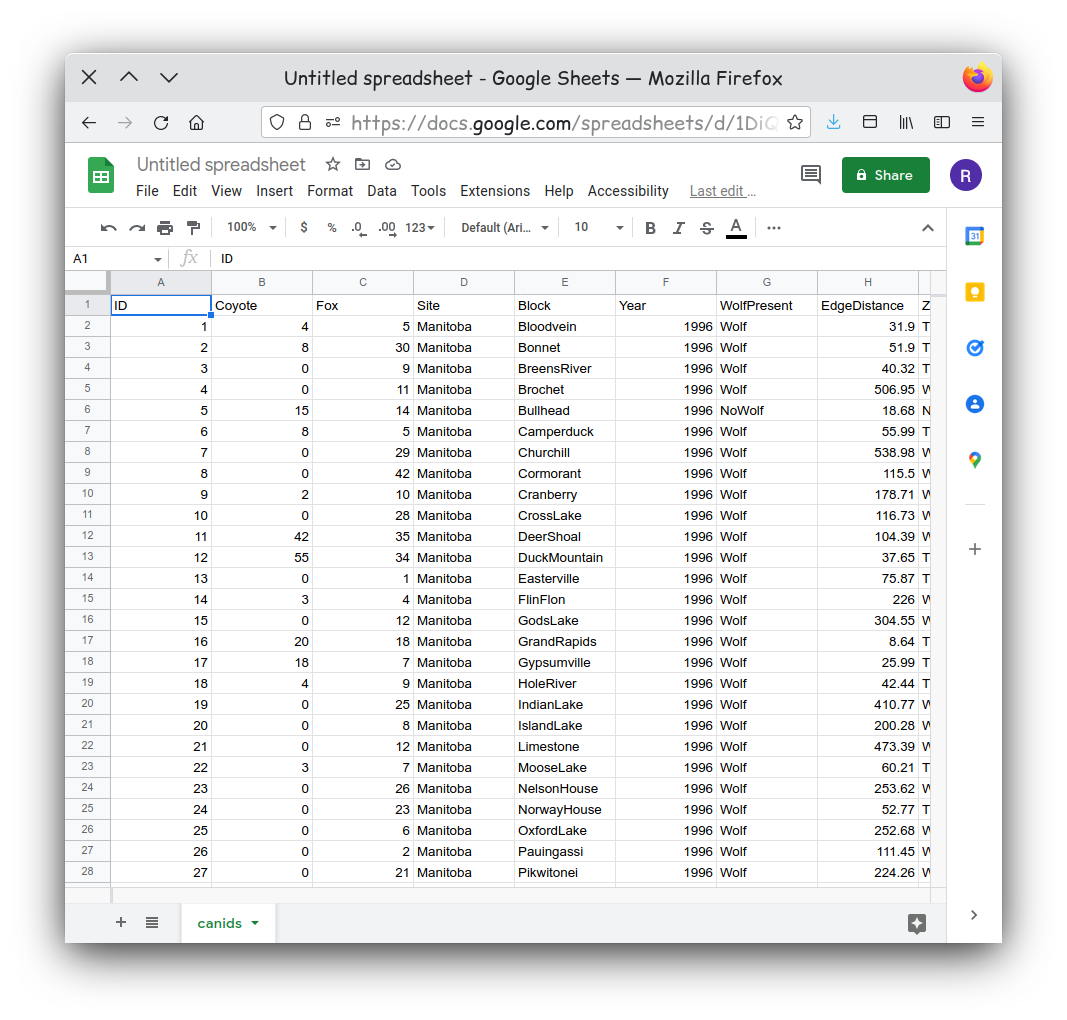 Untitled spreadsheet - Google Sheets — Mozilla Firefox
https://docs.google.com/spreadsheets/d/1DiQ
Untitled spreadsheet
File Edit View Insert Format Data Tools Extensions Help Accessibility Last edit ...
Share
R
100% $ % .0 .00 123 Default (Ari... 10 B I S A
31
A1 fx ID
A B C D E F G H
1 ID Coyote Fox Site Block Year WolfPresent EdgeDistance Z
2 1 4 5 Manitoba Bloodvein 1996 Wolf 31.9 T
3 2 8 30 Manitoba Bonnet 1996 Wolf 51.9 T
4 3 0 9 Manitoba BreensRiver 1996 Wolf 40.32 T
5 4 0 11 Manitoba Brochet 1996 Wolf 506.95 W
6 5 15 14 Manitoba Bullhead 1996 NoWolf 18.68 N
7 6 8 5 Manitoba Camperduck 1996 Wolf 55.99 T
8 7 0 29 Manitoba Churchill 1996 Wolf 538.98 W
9 8 0 42 Manitoba Cormorant 1996 Wolf 115.5 W
10 9 2 10 Manitoba Cranberry 1996 Wolf 178.71 W
11 10 0 28 Manitoba CrossLake 1996 Wolf 116.73 W
12 11 42 35 Manitoba DeerShoal 1996 Wolf 104.39 W
13 12 55 34 Manitoba DuckMountain 1996 Wolf 37.65 T
14 13 0 1 Manitoba Easterville 1996 Wolf 75.87 T
15 14 3 4 Manitoba FlinFlon 1996 Wolf 226 W
16 15 0 12 Manitoba GodsLake 1996 Wolf 304.55 W
17 16 20 18 Manitoba GrandRapids 1996 Wolf 8.64 T
18 17 18 7 Manitoba Gypsumville 1996 Wolf 25.99 T
19 18 4 9 Manitoba HoleRiver 1996 Wolf 42.44 T
20 19 0 25 Manitoba IndianLake 1996 Wolf 410.77 W
21 20 0 8 Manitoba IslandLake 1996 Wolf 200.28 W
22 21 0 12 Manitoba Limestone 1996 Wolf 473.39 W
23 22 3 7 Manitoba MooseLake 1996 Wolf 60.21 T
24 23 0 26 Manitoba NelsonHouse 1996 Wolf 253.62 W
25 24 0 23 Manitoba NorwayHouse 1996 Wolf 52.77 T
26 25 0 6 Manitoba OxfordLake 1996 Wolf 252.68 W
27 26 0 2 Manitoba Pauingassi 1996 Wolf 111.45 W
28 27 0 21 Manitoba Pikwitonei 1996 Wolf 224.26 W
canids